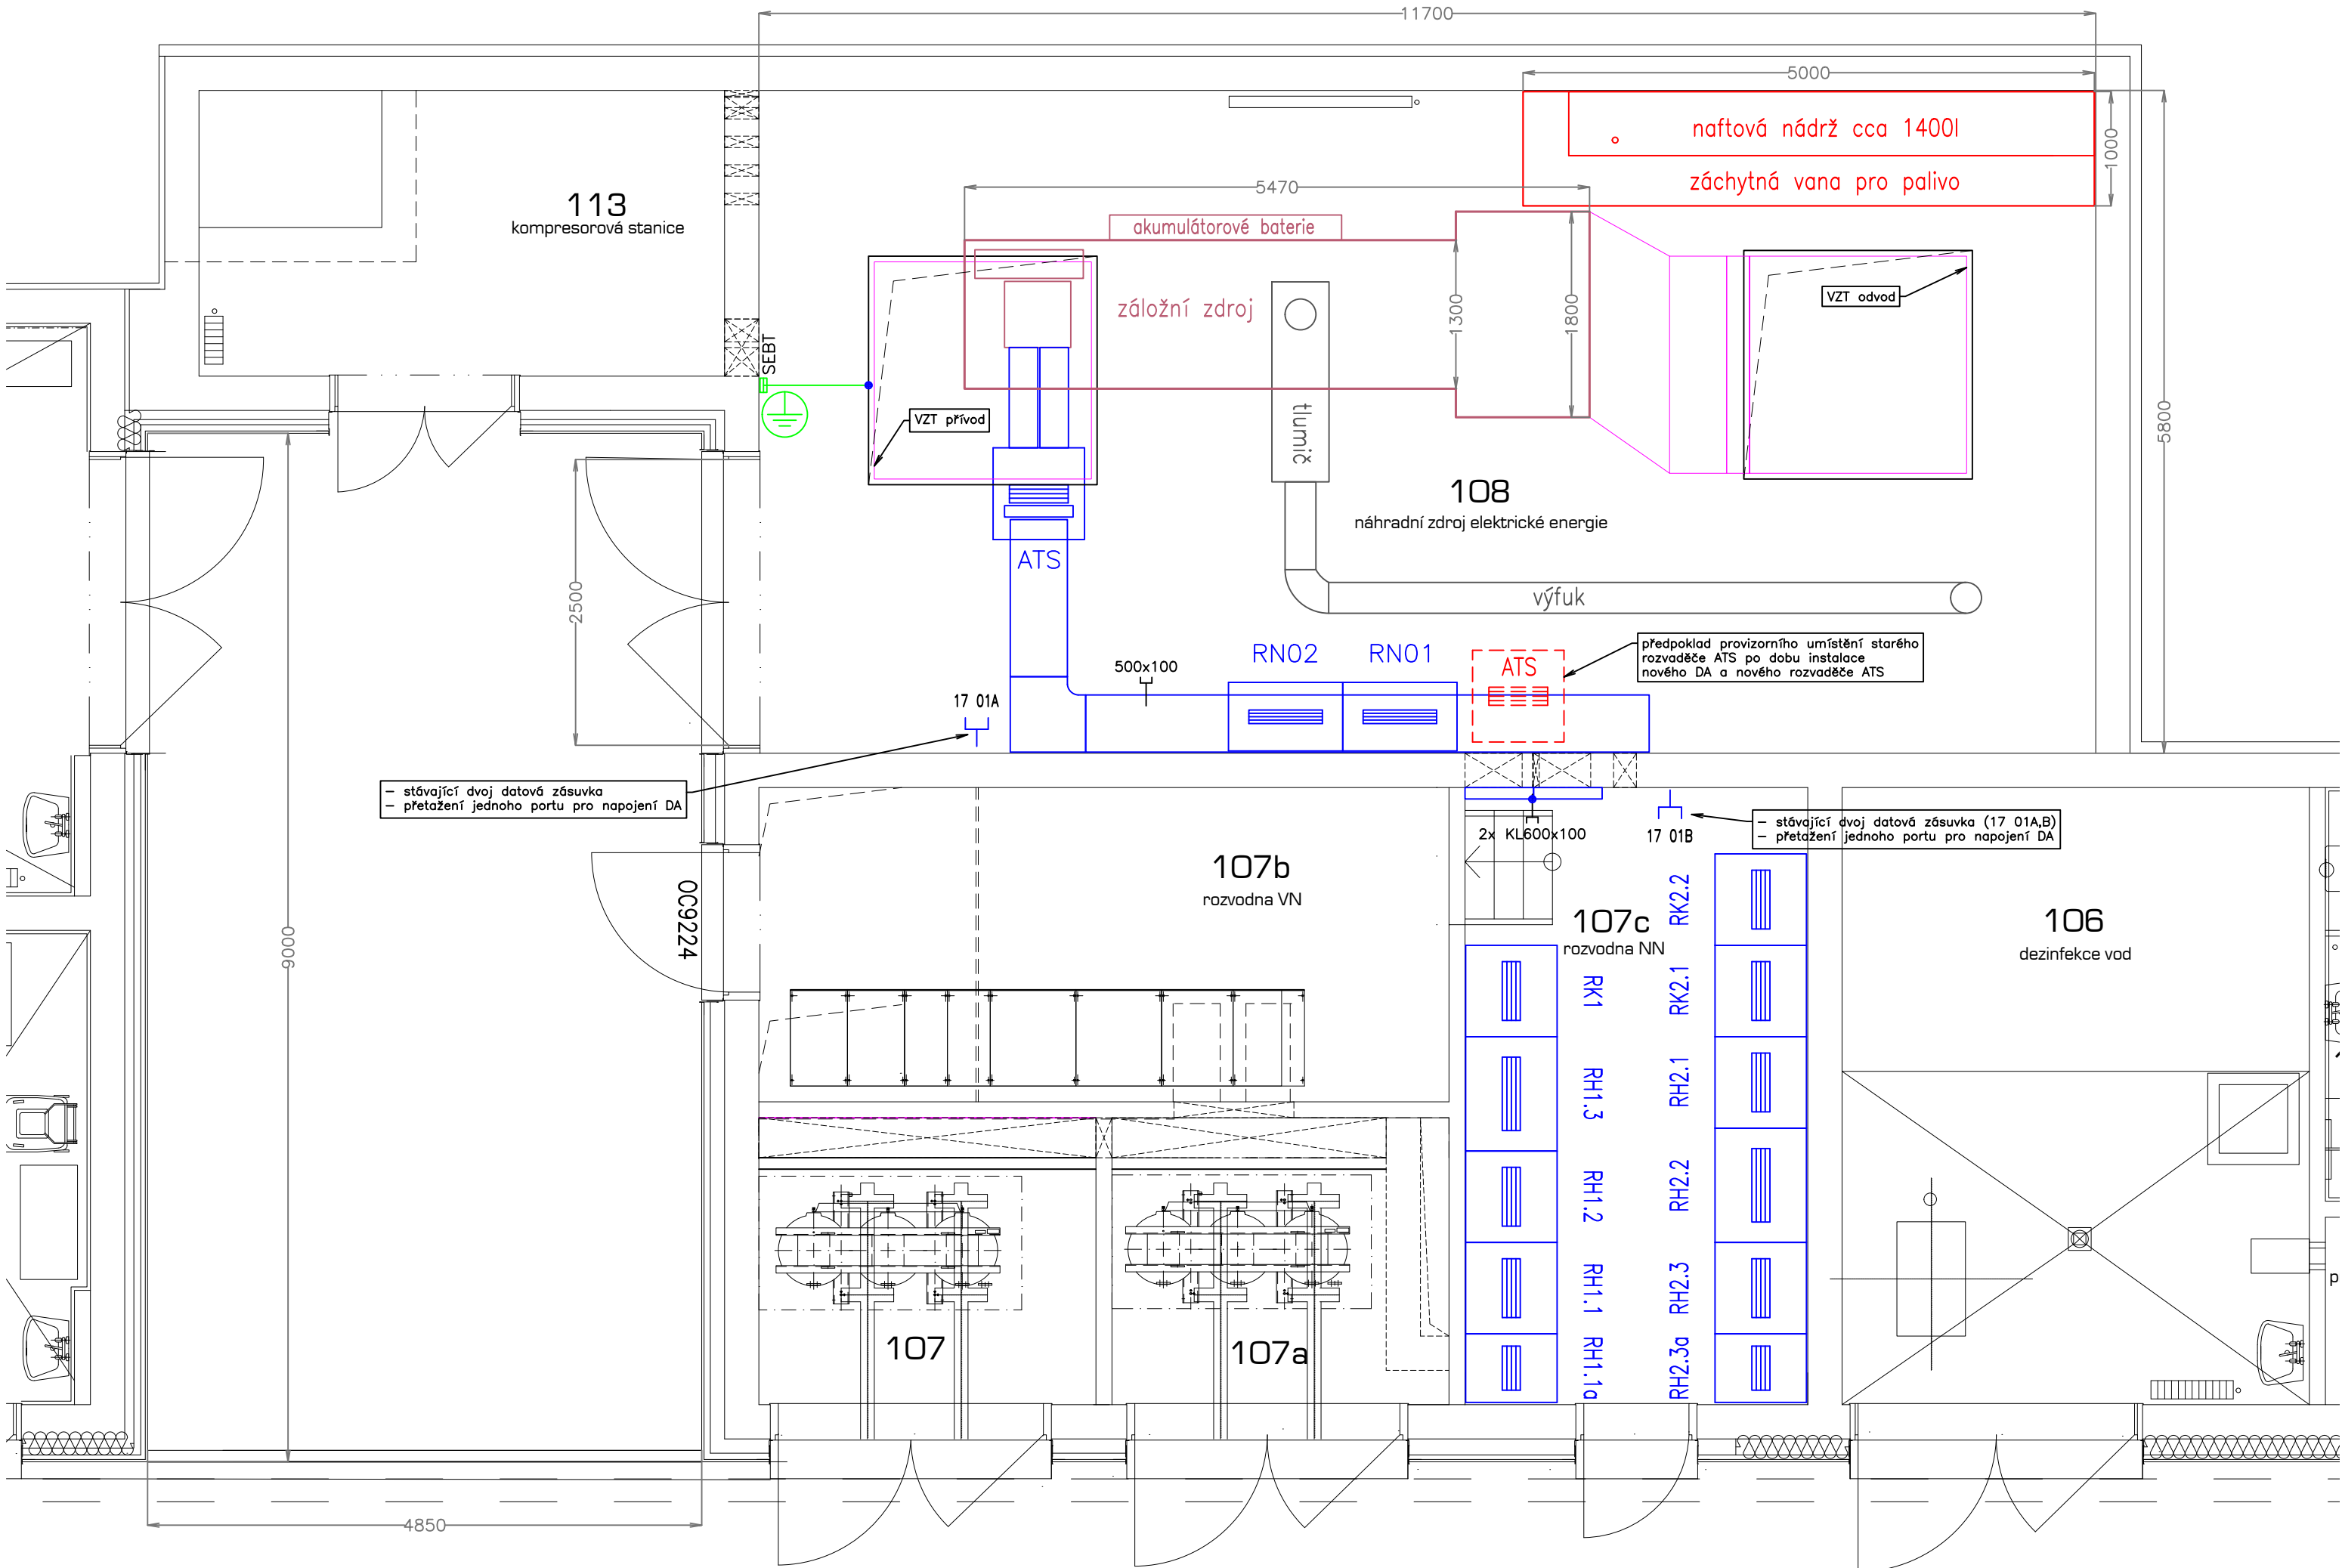 11700
5000
naftová nádrž cca 1400l
záchytná vana pro palivo
1000
5470
akumulátorové baterie
113
kompresorová stanice
záložní zdroj
1300
1800
VZT odvod
SEBT
VZT přívod
tlumič
5800
108
náhradní zdroj elektrické energie
ATS
výfuk
2500
předpoklad provizorního umístění starého
rozvaděče ATS po dobu instalace
nového DA a nového rozvaděče ATS
RN02
RN01
ATS
500x100
17 01A
– stávající dvoj datová zásuvka
– přetažení jednoho portu pro napojení DA
2x KL600x100
17 01B
– stávající dvoj datová zásuvka (17 01A,B)
– přetažení jednoho portu pro napojení DA
107b
rozvodna VN
OC9224
9000
107c
rozvodna NN
106
dezinfekce vod
RK2.2
RK1
RK2.1
RH1.3
RH2.1
RH1.2
RH2.2
RH1.1
RH2.3
RH1.1a
RH2.3a
107
107a
p
4850